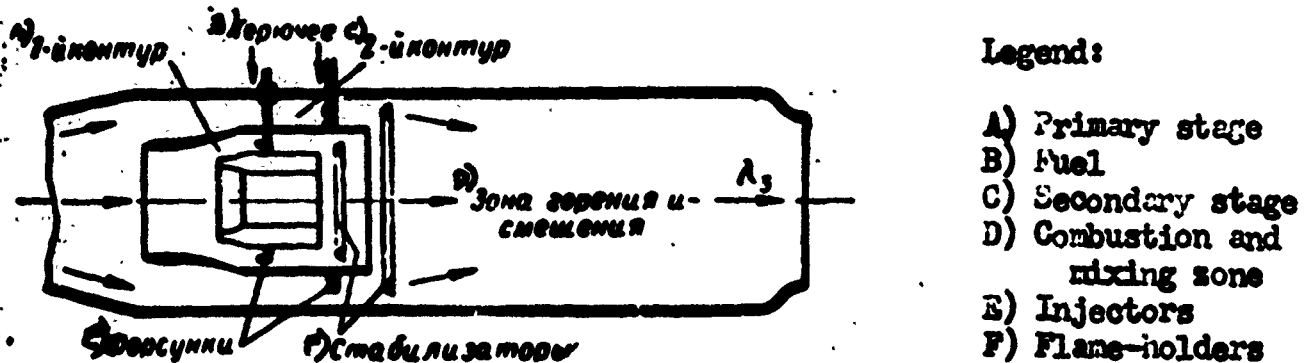 A) 1-й контур
B) Горючее
C) 2-й контур
D) Зона горения и
смешения
λ₃
E) Форсунки
F) Стабилизаторы
Legend:
A) Primary stage
B) Fuel
C) Secondary stage
D) Combustion and
mixing zone
E) Injectors
F) Flame-holders